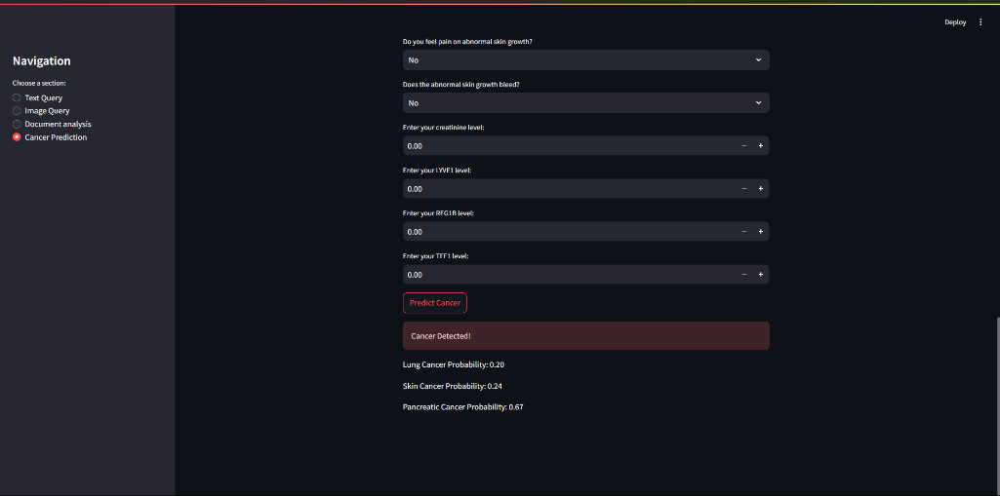 Deploy
Navigation
Choose a section:
Text Query
Image Query
Document analysis
Cancer Prediction
Do you feel pain on abnormal skin growth?
No
Does the abnormal skin growth bleed?
No
Enter your creatinine level:
0.00
Enter your LYVE1 level:
0.00
Enter your REG1B level:
0.00
Enter your TFF1 level:
0.00
Predict Cancer
Cancer Detected!
Lung Cancer Probability: 0.20
Skin Cancer Probability: 0.24
Pancreatic Cancer Probability: 0.67